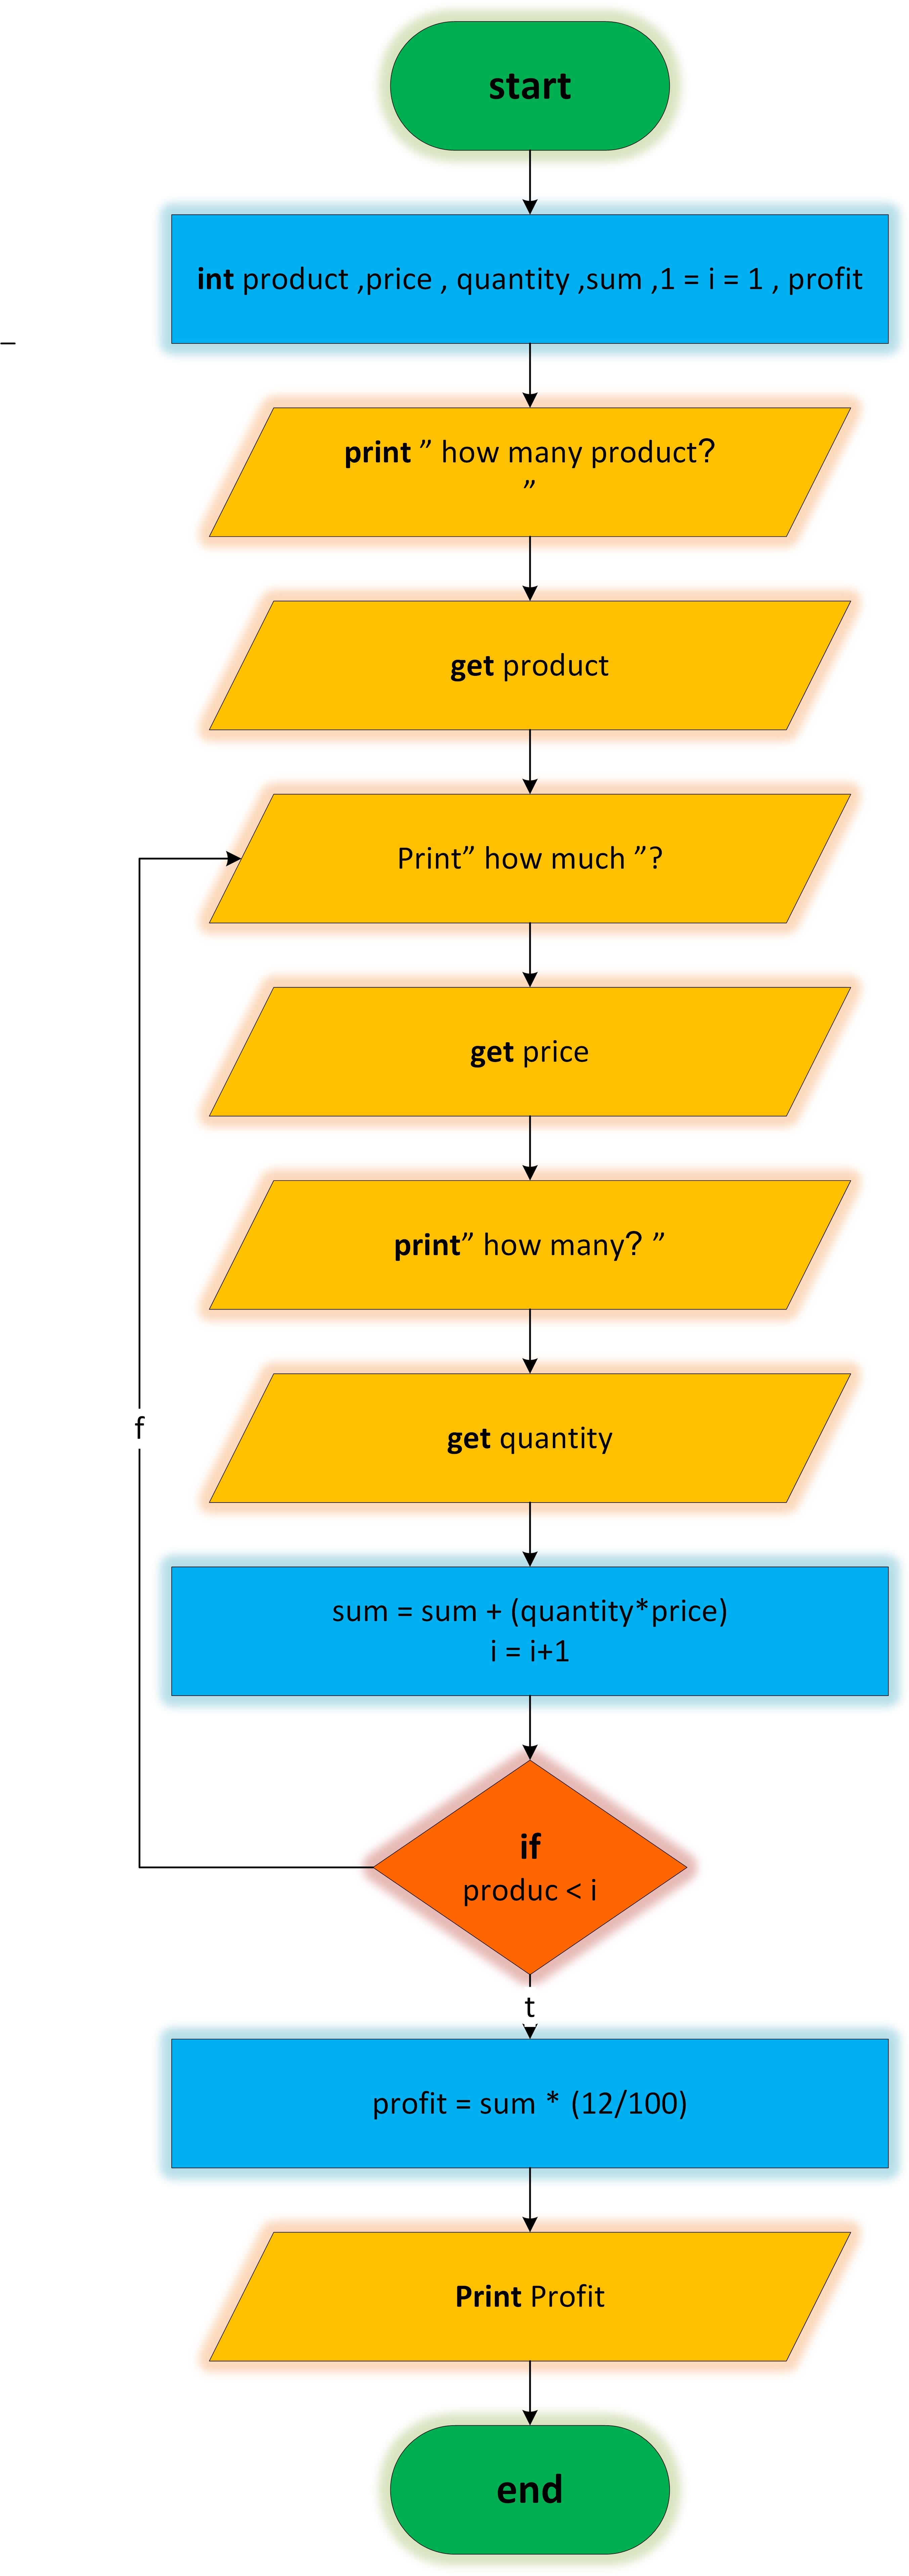 start
int product ,price , quantity ,sum ,1 = i = 1 , profit
_
print ” how many product?
”
get product
Print” how much ”?
get price
print” how many? ”
get quantity
f
sum = sum + (quantity*price)
i = i+1
if
produc < i
t
profit = sum * (12/100)
Print Profit
end